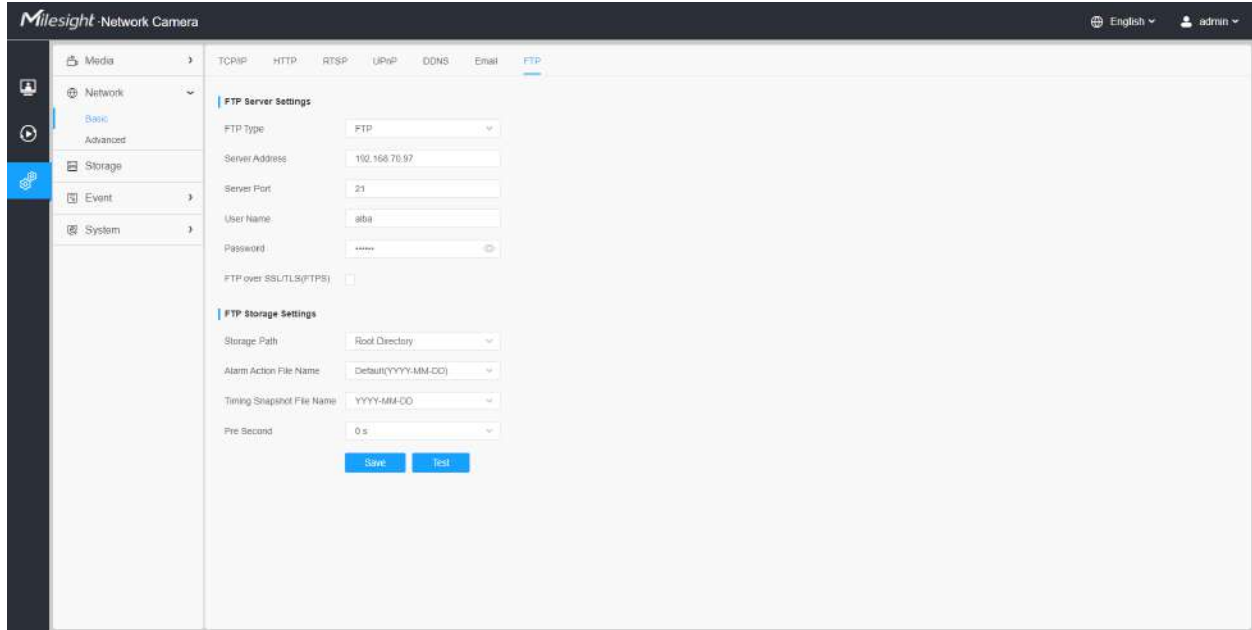 Milesight Network Camera
English
admin
Media
Network
Basic
Advanced
Storage
Event
System
TCP/IP HTTP RTSP UPnP DDNS Email FTP
FTP Server Settings
FTP Type FTP
Server Address 192.168.70.97
Server Port 21
User Name aiba
Password ••••••
FTP over SSL/TLS(FTPS)
FTP Storage Settings
Storage Path Root Directory
Alarm Action File Name Default(YYYY-MM-DD)
Timing Snapshot File Name YYYY-MM-DD
Pre Second 0 s
Save Test